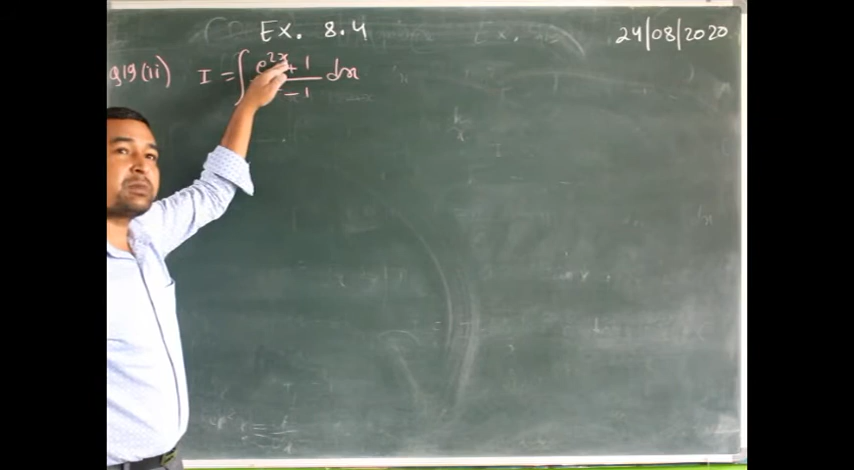 Ex. 8.4
24/08/2020
Q19(ii) I = ∫ e^2x + 1 dx
- 1